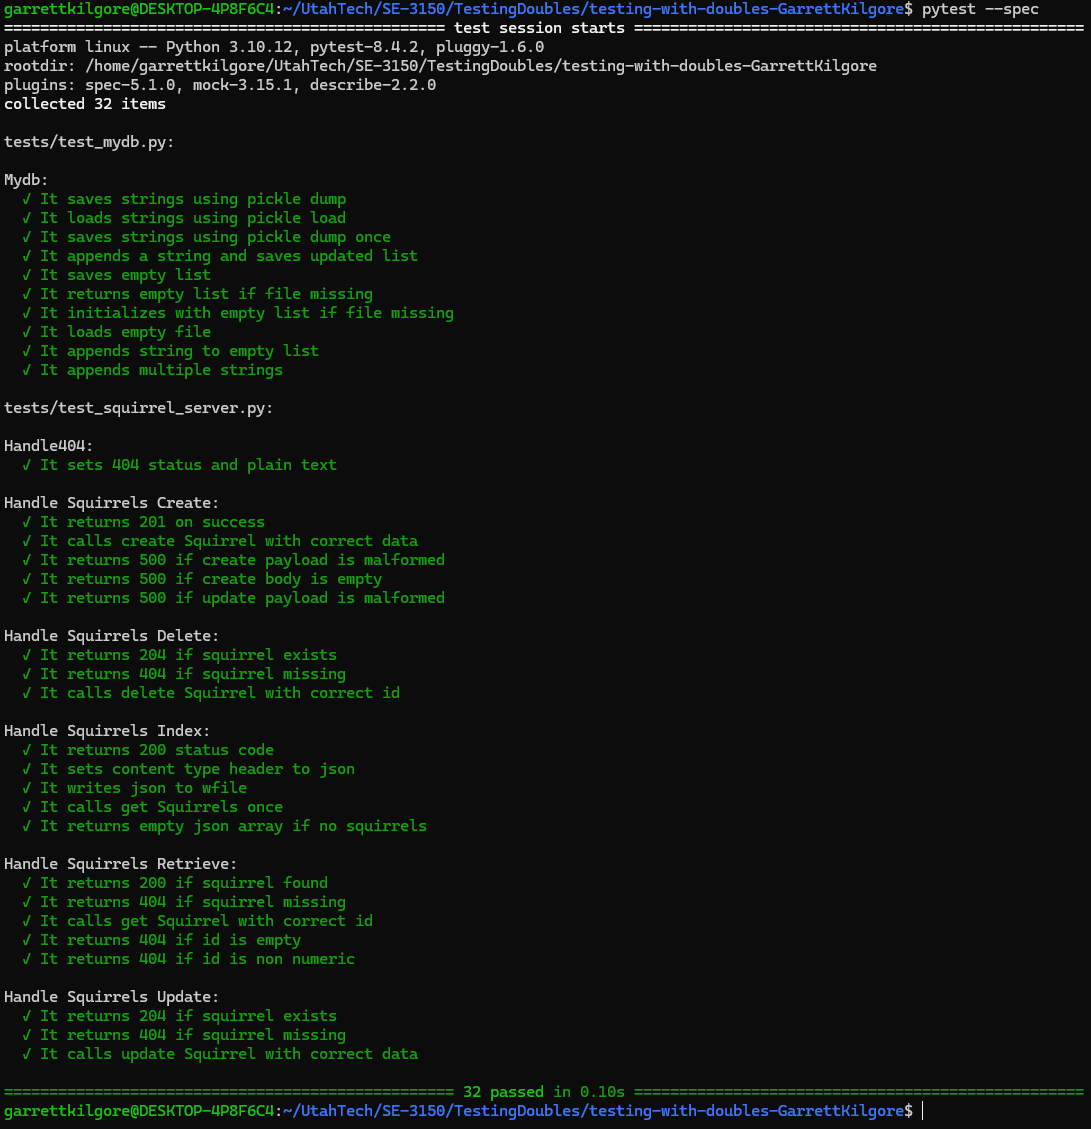 garrettkilgore@DESKTOP-4P8F6C4:~/UtahTech/SE-3150/TestingDoubles/testing-with-doubles-GarrettKilgore$ pytest --spec
================================================= test session starts ==================================================
platform linux -- Python 3.10.12, pytest-8.4.2, pluggy-1.6.0
rootdir: /home/garrettkilgore/UtahTech/SE-3150/TestingDoubles/testing-with-doubles-GarrettKilgore
plugins: spec-5.1.0, mock-3.15.1, describe-2.2.0
collected 32 items

tests/test_mydb.py:

Mydb:
  ✓ It saves strings using pickle dump
  ✓ It loads strings using pickle load
  ✓ It saves strings using pickle dump once
  ✓ It appends a string and saves updated list
  ✓ It saves empty list
  ✓ It returns empty list if file missing
  ✓ It initializes with empty list if file missing
  ✓ It loads empty file
  ✓ It appends string to empty list
  ✓ It appends multiple strings

tests/test_squirrel_server.py:

Handle404:
  ✓ It sets 404 status and plain text

Handle Squirrels Create:
  ✓ It returns 201 on success
  ✓ It calls create Squirrel with correct data
  ✓ It returns 500 if create payload is malformed
  ✓ It returns 500 if create body is empty
  ✓ It returns 500 if update payload is malformed

Handle Squirrels Delete:
  ✓ It returns 204 if squirrel exists
  ✓ It returns 404 if squirrel missing
  ✓ It calls delete Squirrel with correct id

Handle Squirrels Index:
  ✓ It returns 200 status code
  ✓ It sets content type header to json
  ✓ It writes json to wfile
  ✓ It calls get Squirrels once
  ✓ It returns empty json array if no squirrels

Handle Squirrels Retrieve:
  ✓ It returns 200 if squirrel found
  ✓ It returns 404 if squirrel missing
  ✓ It calls get Squirrel with correct id
  ✓ It returns 404 if id is empty
  ✓ It returns 404 if id is non numeric

Handle Squirrels Update:
  ✓ It returns 204 if squirrel exists
  ✓ It returns 404 if squirrel missing
  ✓ It calls update Squirrel with correct data

================================================== 32 passed in 0.10s ==================================================
garrettkilgore@DESKTOP-4P8F6C4:~/UtahTech/SE-3150/TestingDoubles/testing-with-doubles-GarrettKilgore$